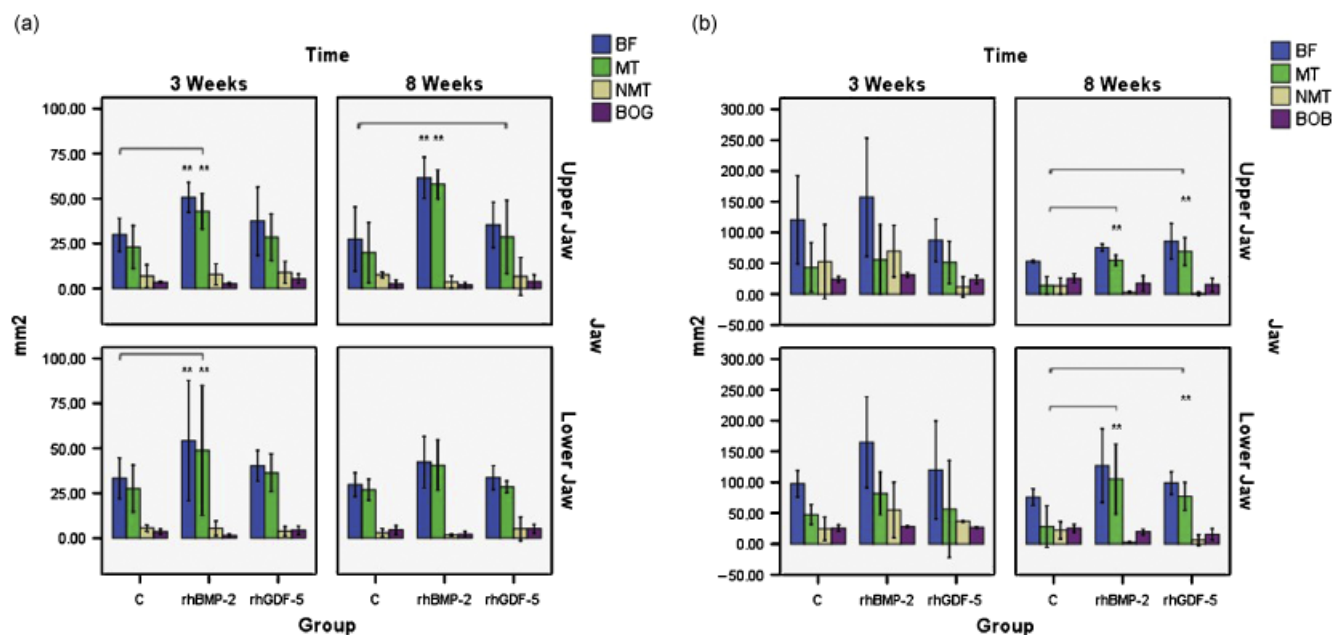 (a)
Time
3 Weeks
8 Weeks
BF
MT
NMT
BOG
100.00
75.00
50.00
25.00
0.00
** **
** **
Upper Jaw
mm2
Jaw
100.00
75.00
50.00
25.00
0.00
** **
Lower Jaw
C rhBMP-2 rhGDF-5
C rhBMP-2 rhGDF-5
Group
(b)
Time
3 Weeks
8 Weeks
BF
MT
NMT
BOB
300.00
250.00
200.00
150.00
100.00
50.00
0.00
−50.00
**
**
Upper Jaw
mm2
Jaw
300.00
250.00
200.00
150.00
100.00
50.00
0.00
−50.00
**
**
Lower Jaw
C rhBMP-2 rhGDF-5
C rhBMP-2 rhGDF-5
Group